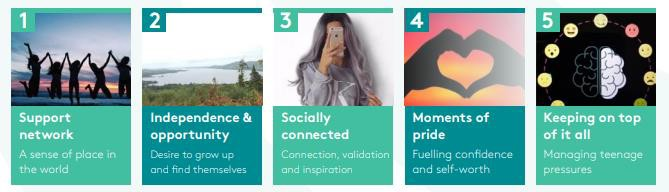 1
Support
network
A sense of place in
the world
2
Independence &
opportunity
Desire to grow up
and find themselves
3
Socially
connected
Connection, validation
and inspiration
4
Moments of
pride
Fuelling confidence
and self-worth
5
Keeping on top
of it all
Managing teenage
pressures